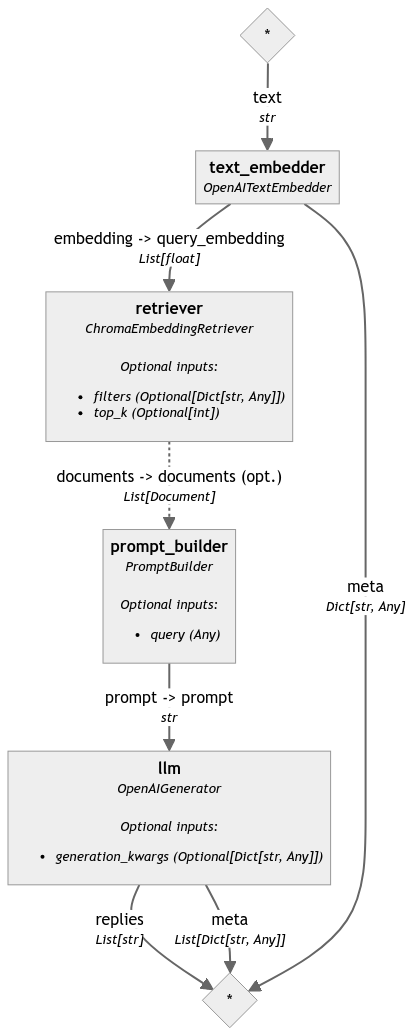 *
text
str
text_embedder
OpenAITextEmbedder
embedding -> query_embedding
List[float]
retriever
ChromaEmbeddingRetriever
Optional inputs:
• filters (Optional[Dict[str, Any]])
• top_k (Optional[int])
documents -> documents (opt.)
List[Document]
prompt_builder
PromptBuilder
Optional inputs:
• query (Any)
meta
Dict[str, Any]
prompt -> prompt
str
llm
OpenAIGenerator
Optional inputs:
• generation_kwargs (Optional[Dict[str, Any]])
replies
List[str]
meta
List[Dict[str, Any]]
*